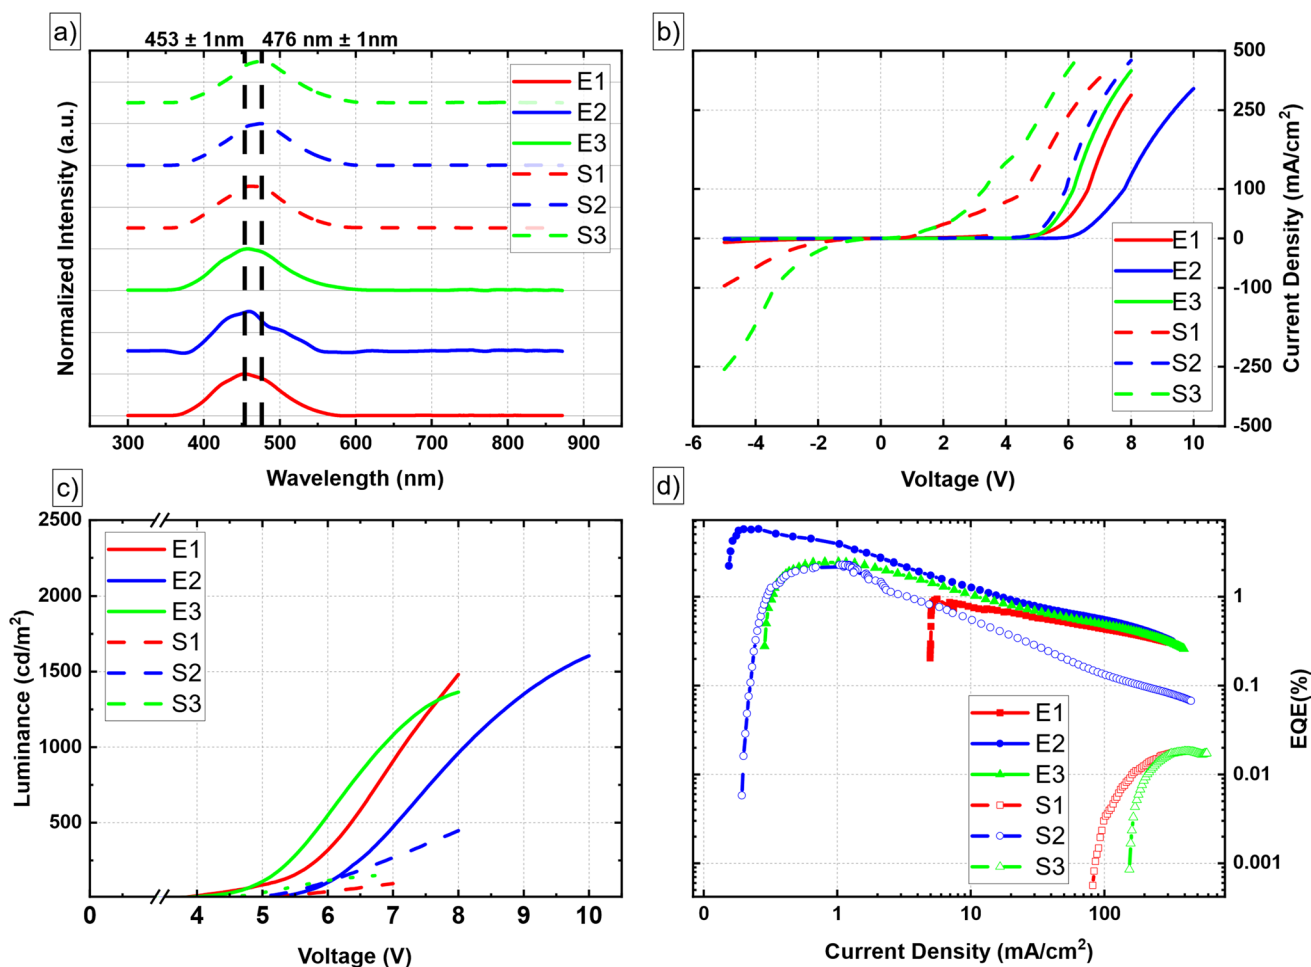 a)
453 ± 1nm 476 nm ± 1nm
E1
E2
E3
S1
S2
S3
Normalized Intensity (a.u.)
300 400 500 600 700 800 900
Wavelength (nm)
b)
500
250
100
0
-100
-250
-500
E1
E2
E3
S1
S2
S3
Current Density (mA/cm²)
-6 -4 -2 0 2 4 6 8 10
Voltage (V)
c)
2500
2000
1500
1000
500
E1
E2
E3
S1
S2
S3
Luminance (cd/m²)
0 4 5 6 7 8 9 10
Voltage (V)
d)
1
0.1
0.01
0.001
E1
E2
E3
S1
S2
S3
EQE(%)
0 1 10 100
Current Density (mA/cm²)